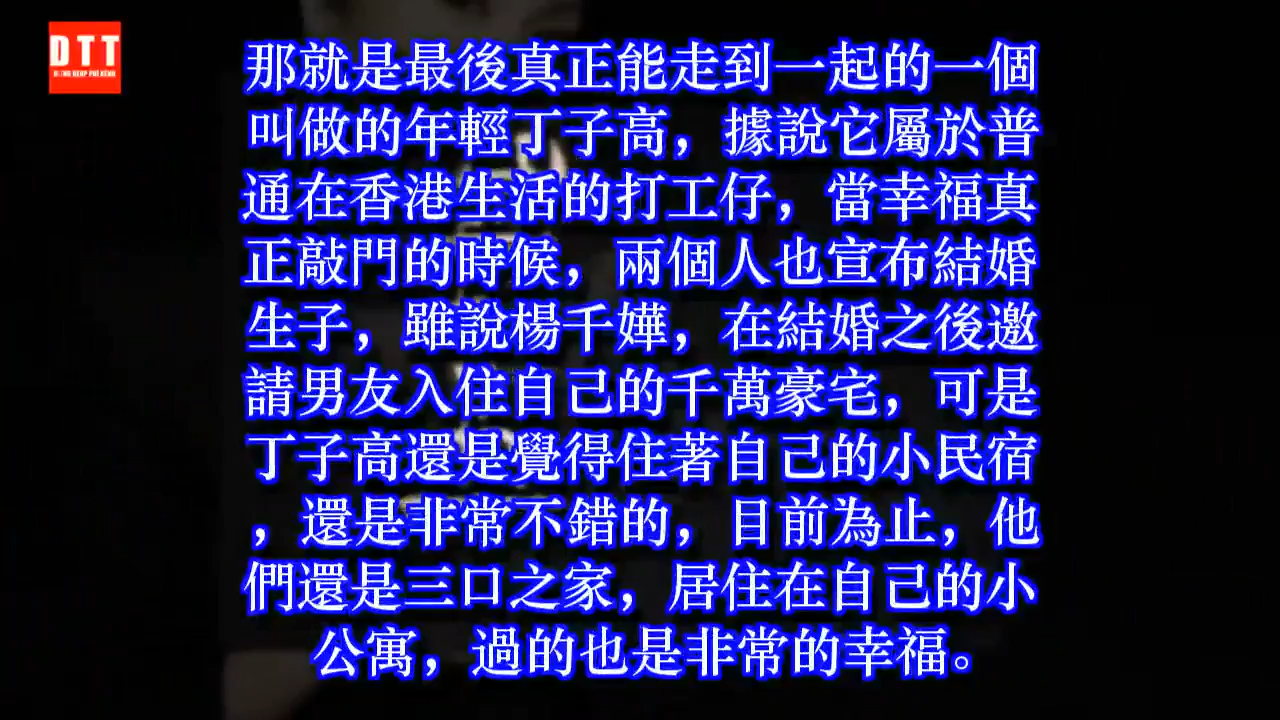 DTT
那就是最後真正能走到一起的一個
叫做的年輕丁子高，據說它屬於普
通在香港生活的打工仔，當幸福真
正敲門的時候，兩個人也宣布結婚
生子，雖說楊千嬅，在結婚之後邀
請男友入住自己的千萬豪宅，可是
丁子高還是覺得住著自己的小民宿
，還是非常不錯的，目前為止，他
們還是三口之家，居住在自己的小
公寓，過的也是非常的幸福。